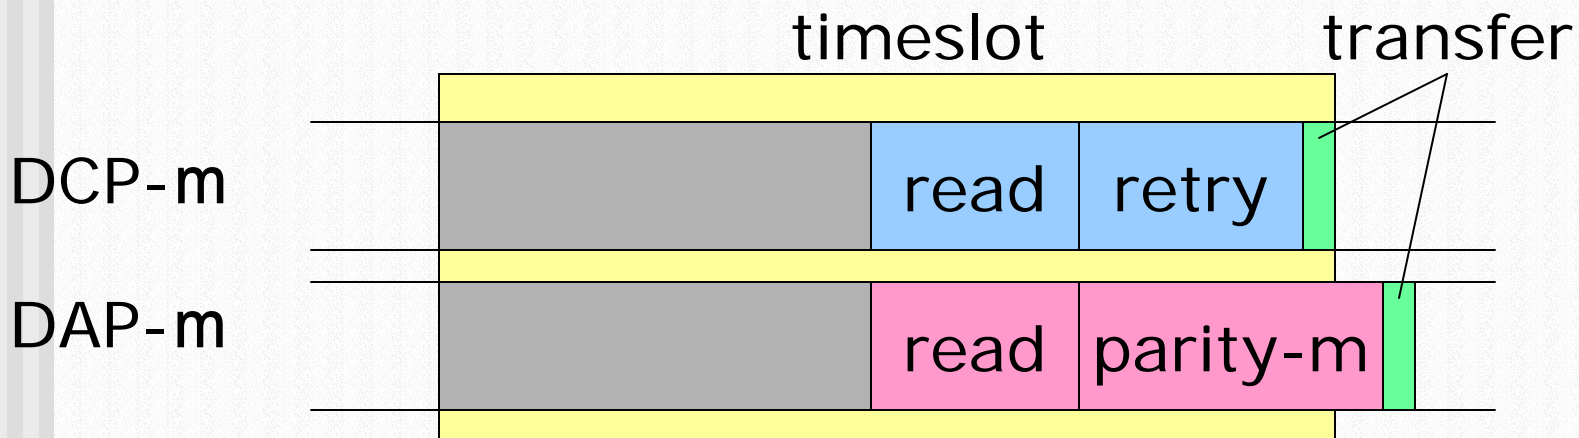 timeslot transfer
DCP-m read retry
DAP-m read parity-m